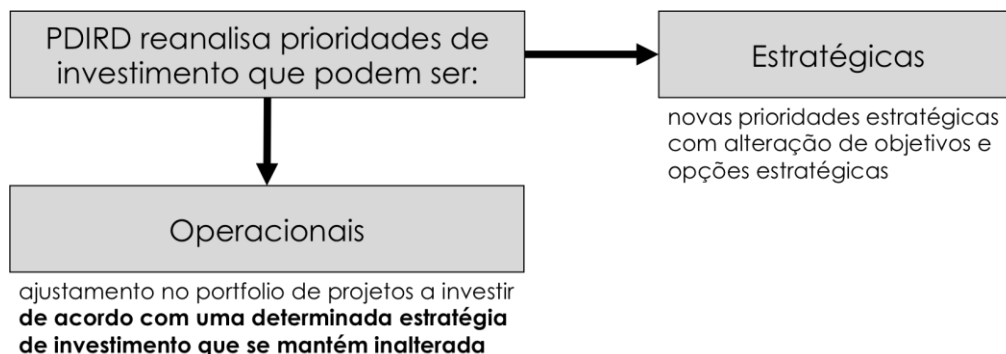 PDIRD reanalisa prioridades de
investimento que podem ser:
Estratégicas
novas prioridades estratégicas
com alteração de objetivos e
opções estratégicas
Operacionais
ajustamento no portfolio de projetos a investir
de acordo com uma determinada estratégia
de investimento que se mantém inalterada